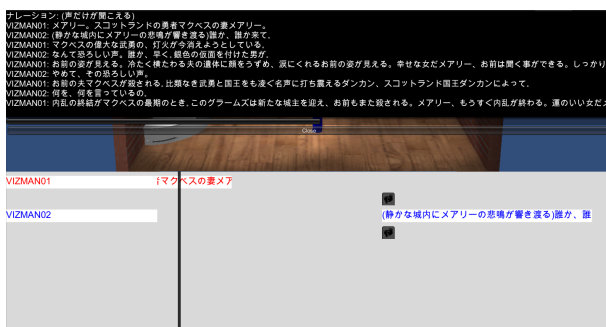 ナレーション: (声だけが聞こえる)
VIZMAN01: メアリー。スコットランドの勇者マクベスの妻メアリー。
VIZMAN02: (静かな城内にメアリーの悲鳴が響き渡る)誰か、誰か来て。
VIZMAN01: マクベスの偉大な武勇の、灯火が今消えようとしている。
VIZMAN02: なんて恐ろしい声。誰か、早く、銀色の仮面を付けた男が。
VIZMAN01: お前の姿が見える。冷たく横たわる夫の遺体に顔をうずめ、涙にくれるお前の姿が見える。幸せな女だメアリー、お前は聞く事ができる。しっかり
VIZMAN02: やめて、その恐ろしい声。
VIZMAN01: お前の夫マクベスが殺される。比類なき武勇と国王をも凌ぐ名声に打ち震えるダンカン、スコットランド国王ダンカンによって。
VIZMAN02: 何を、何を言っているの。
VIZMAN01: 内乱の終結がマクベスの最期のとき。このグラームズは新たな城主を迎え、お前もまた殺される。メアリー、もうすぐ内乱が終わる。運のいい女だ
Close
VIZMAN01 マクベスの妻メア
VIZMAN02 (静かな城内にメアリーの悲鳴が響き渡る)誰か、誰